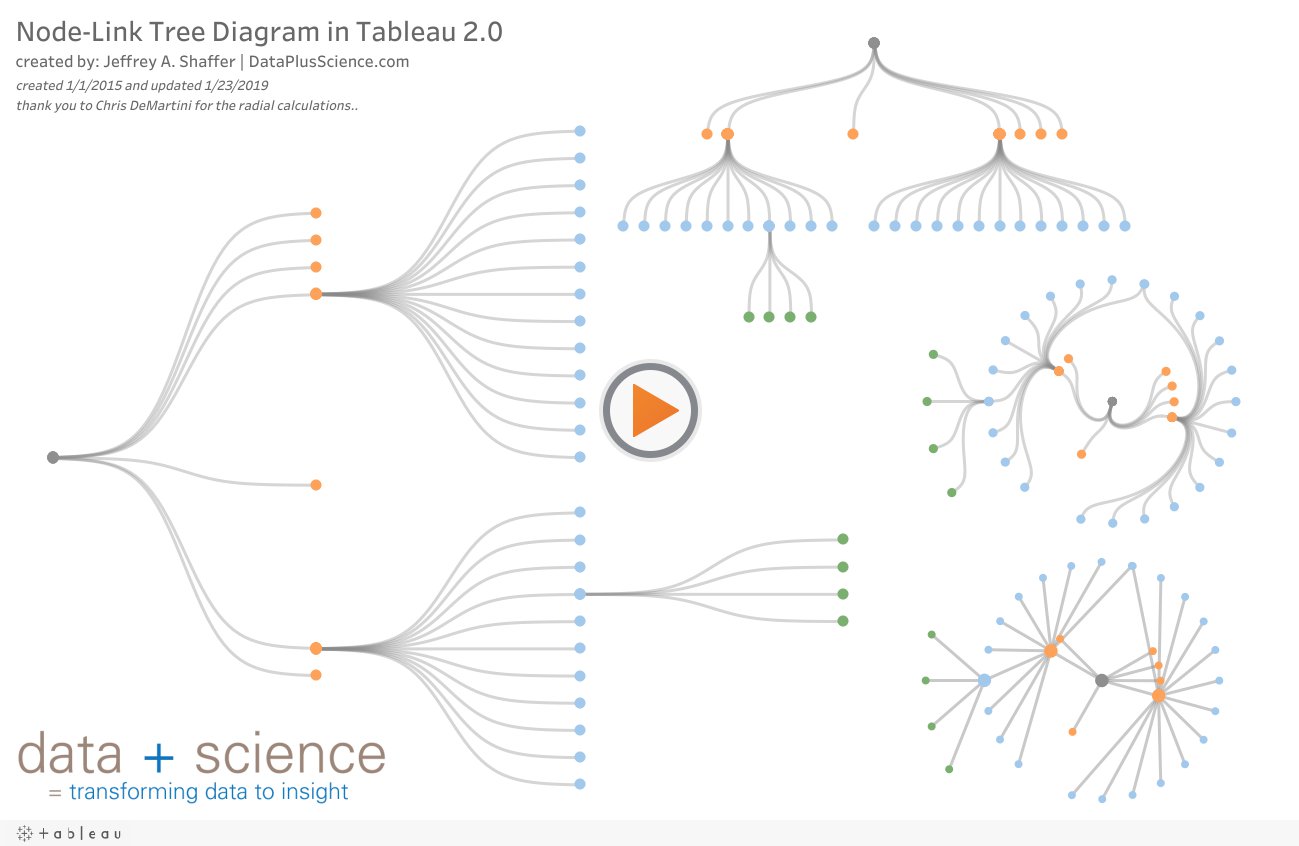 Node-Link Tree Diagram in Tableau 2.0
created by: Jeffrey A. Shaffer | DataPlusScience.com
created 1/1/2015 and updated 1/23/2019
thank you to Chris DeMartini for the radial calculations..
data + science
= transforming data to insight
+ a b l e a u